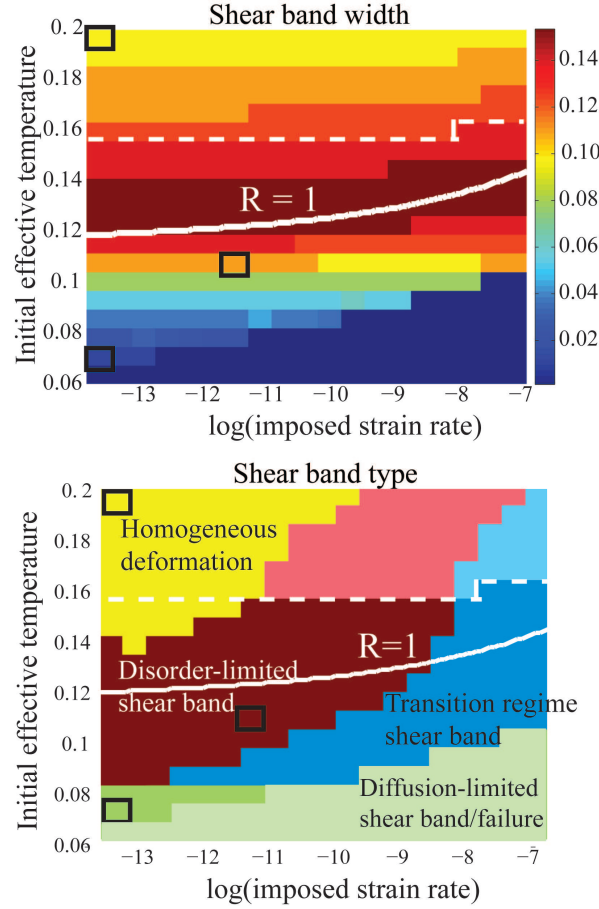 Shear band width
Initial effective temperature
0.2
0.18
0.16
0.14
0.12
0.1
0.08
0.06
R = 1
0.14
0.12
0.10
0.08
0.06
0.04
0.02
−13 −12 −11 −10 −9 −8 −7
log(imposed strain rate)
Shear band type
Initial effective temperature
0.2
0.18
0.16
0.14
0.12
0.1
0.08
0.06
Homogeneous
deformation
R=1
Disorder-limited
shear band
Transition regime
shear band
Diffusion-limited
shear band/failure
−13 −12 −11 −10 −9 −8 −7
log(imposed strain rate)